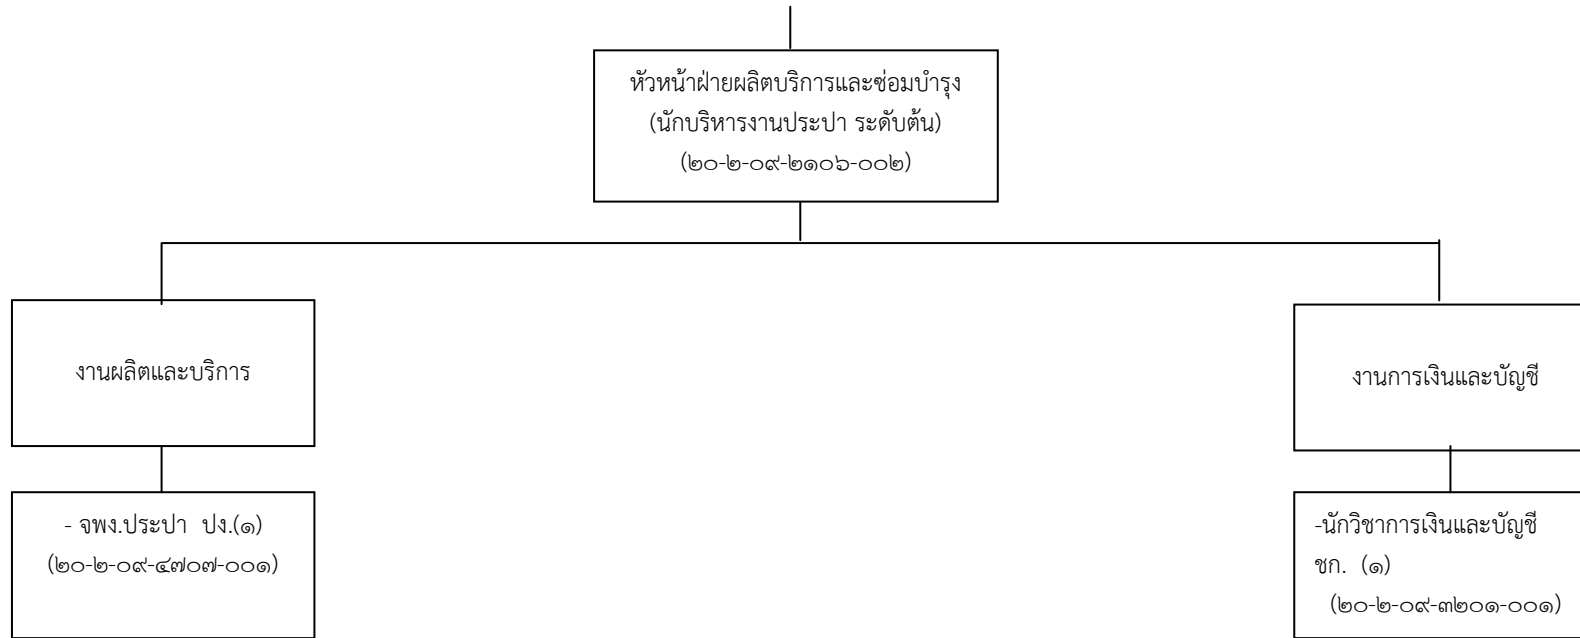 หัวหน้าฝ่ายผลิตบริการและซ่อมบำรุง
(นักบริหารงานประปา ระดับต้น)
(๒๐-๒-๐๙-๒๑๐๖-๐๐๒)
งานผลิตและบริการ
งานการเงินและบัญชี
- จพง.ประปา ปง.(๑)
(๒๐-๒-๐๙-๔๗๐๗-๐๐๑)
-นักวิชาการเงินและบัญชี
ชก. (๑)
(๒๐-๒-๐๙-๓๒๐๑-๐๐๑)